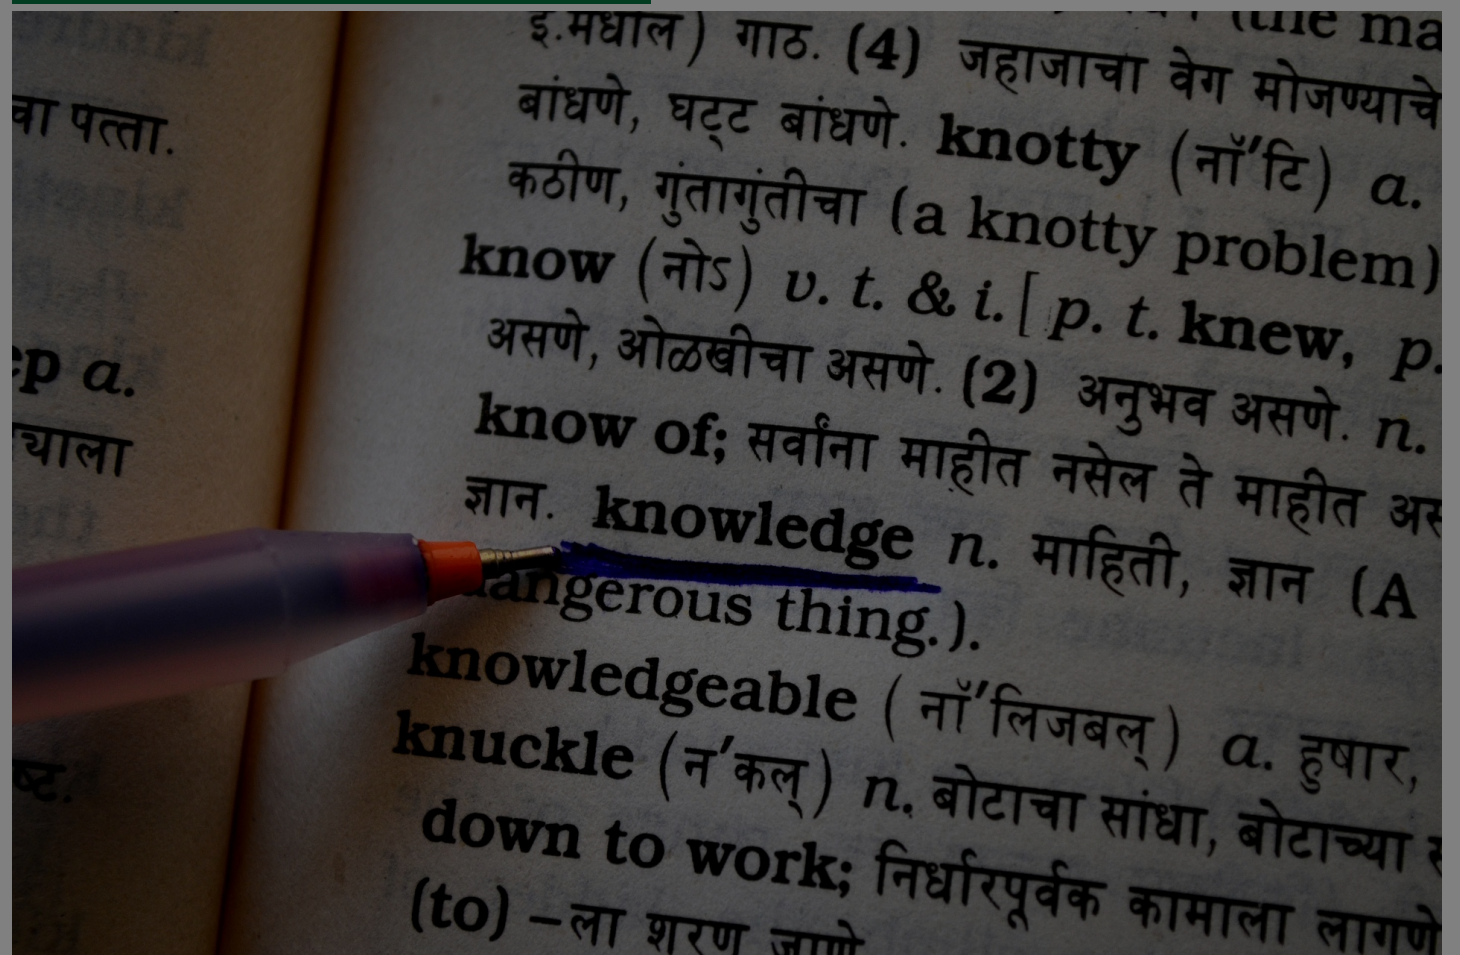 चा पत्ता.
p a.
च्याला
ष्ट.
इ.मधील) गाठ. (4) जहाजाचा वेग मोजण्याचे
बांधणे, घट्ट बांधणे. knotty (नॉ′टि) a.
कठीण, गुंतागुंतीचा (a knotty problem)
know (नोऽ) v. t. & i. [ p. t. knew, p.
असणे, ओळखीचा असणे. (2) अनुभव असणे. n.
know of; सर्वांना माहीत नसेल ते माहीत
ज्ञान. knowledge n. माहिती, ज्ञान (A
dangerous thing.).
knowledgeable (नॉ′लिजबल्) a. हुषार,
knuckle (न′कल्) n. बोटाचा सांधा, बोटाच्या
down to work; निर्धारपूर्वक कामाला लागणे
(to) –ला शरण जाणे